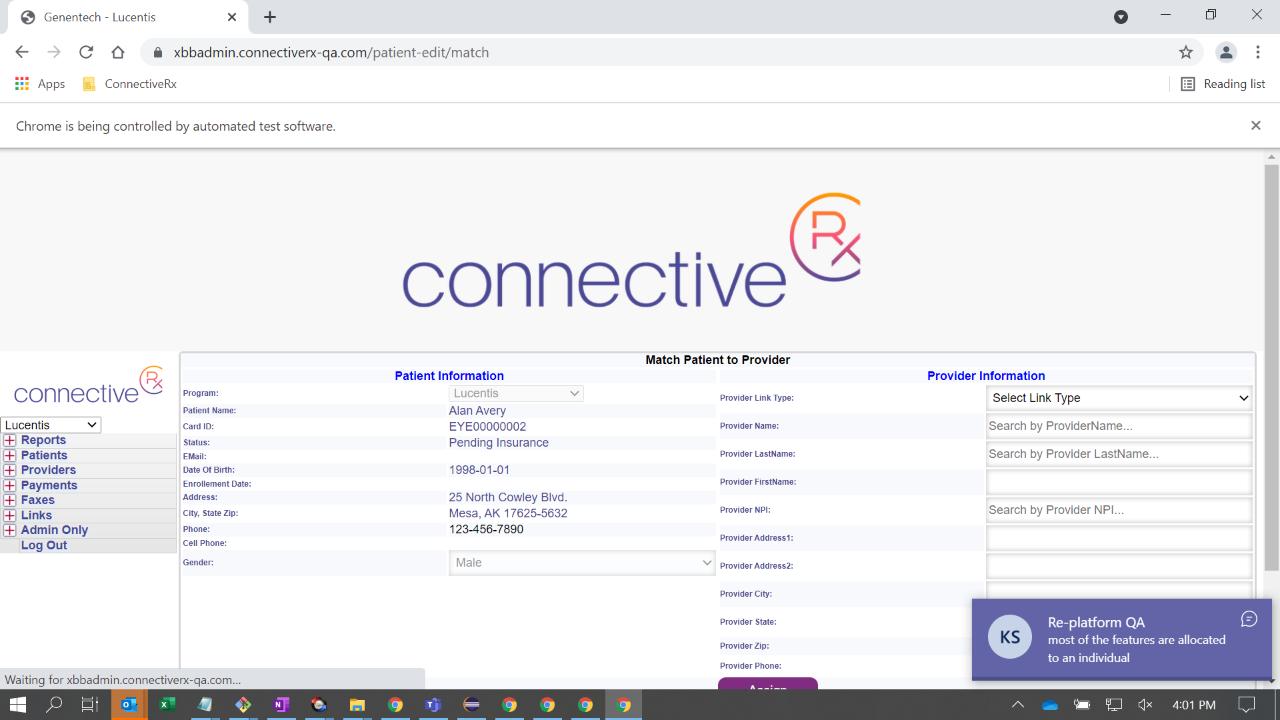 Genentech - Lucentis
xbbadmin.connectiverx-qa.com/patient-edit/match
Apps
ConnectiveRx
Reading list
Chrome is being controlled by automated test software.
connective Rx
connective Rx
Lucentis
Reports
Patients
Providers
Payments
Faxes
Links
Admin Only
Log Out
Match Patient to Provider
Patient Information
Program: Lucentis
Patient Name: Alan Avery
Card ID: EYE00000002
Status: Pending Insurance
EMail:
Date Of Birth: 1998-01-01
Enrollment Date:
Address: 25 North Cowley Blvd.
City, State Zip: Mesa, AK 17625-5632
Phone: 123-456-7890
Cell Phone:
Gender: Male
Provider Information
Provider Link Type: Select Link Type
Provider Name: Search by ProviderName...
Provider LastName: Search by Provider LastName...
Provider FirstName:
Provider NPI: Search by Provider NPI...
Provider Address1:
Provider Address2:
Provider City:
Provider State:
Provider Zip:
Provider Phone:
Assign
KS
Re-platform QA
most of the features are allocated
to an individual
Waiting for xbbadmin.connectiverx-qa.com...
4:01 PM